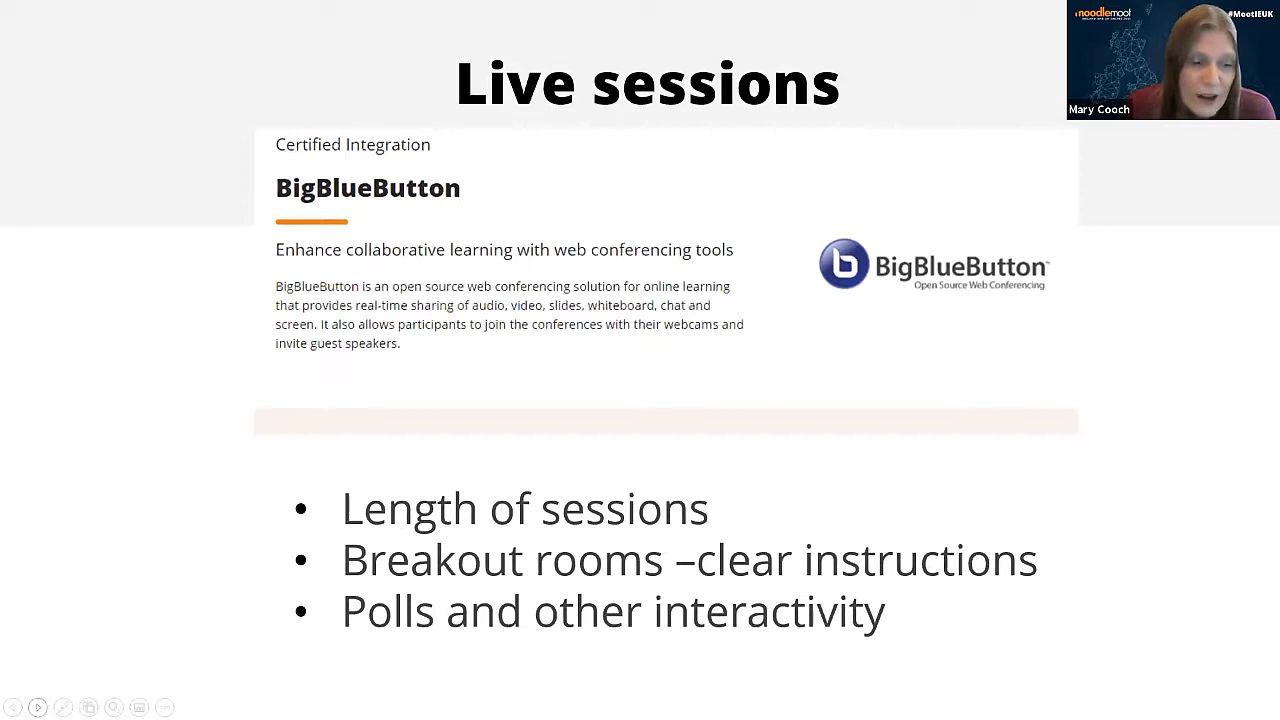 Live sessions
moodlemoot
#MootIEUK
Mary Cooch
Certified Integration
BigBlueButton
Enhance collaborative learning with web conferencing tools
BigBlueButton is an open source web conferencing solution for online learning
that provides real-time sharing of audio, video, slides, whiteboard, chat and
screen. It also allows participants to join the conferences with their webcams and
invite guest speakers.
b BigBlueButton™
Open Source Web Conferencing
• Length of sessions
• Breakout rooms –clear instructions
• Polls and other interactivity